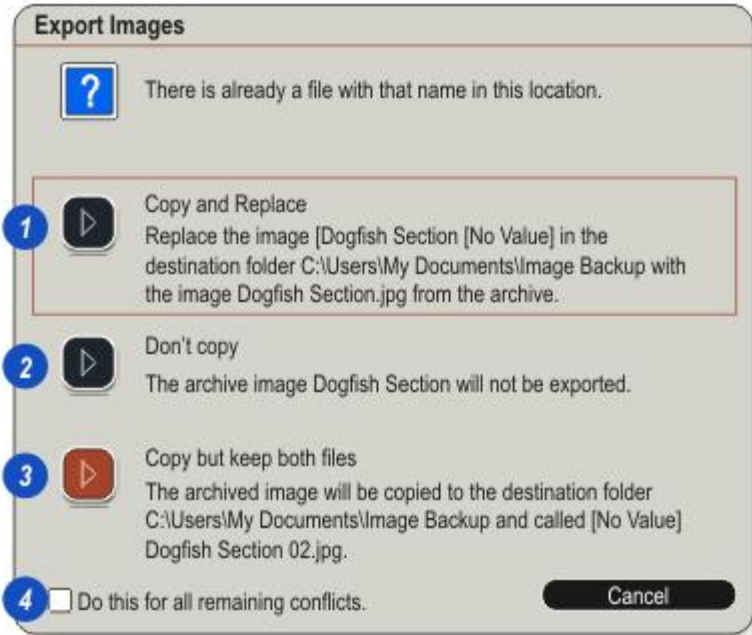 Export Images
?
There is already a file with that name in this location.
1
Copy and Replace
Replace the image [Dogfish Section [No Value] in the
destination folder C:\Users\My Documents\Image Backup with
the image Dogfish Section.jpg from the archive.
2
Don't copy
The archive image Dogfish Section will not be exported.
3
Copy but keep both files
The archived image will be copied to the destination folder
C:\Users\My Documents\Image Backup and called [No Value]
Dogfish Section 02.jpg.
4
Do this for all remaining conflicts.
Cancel